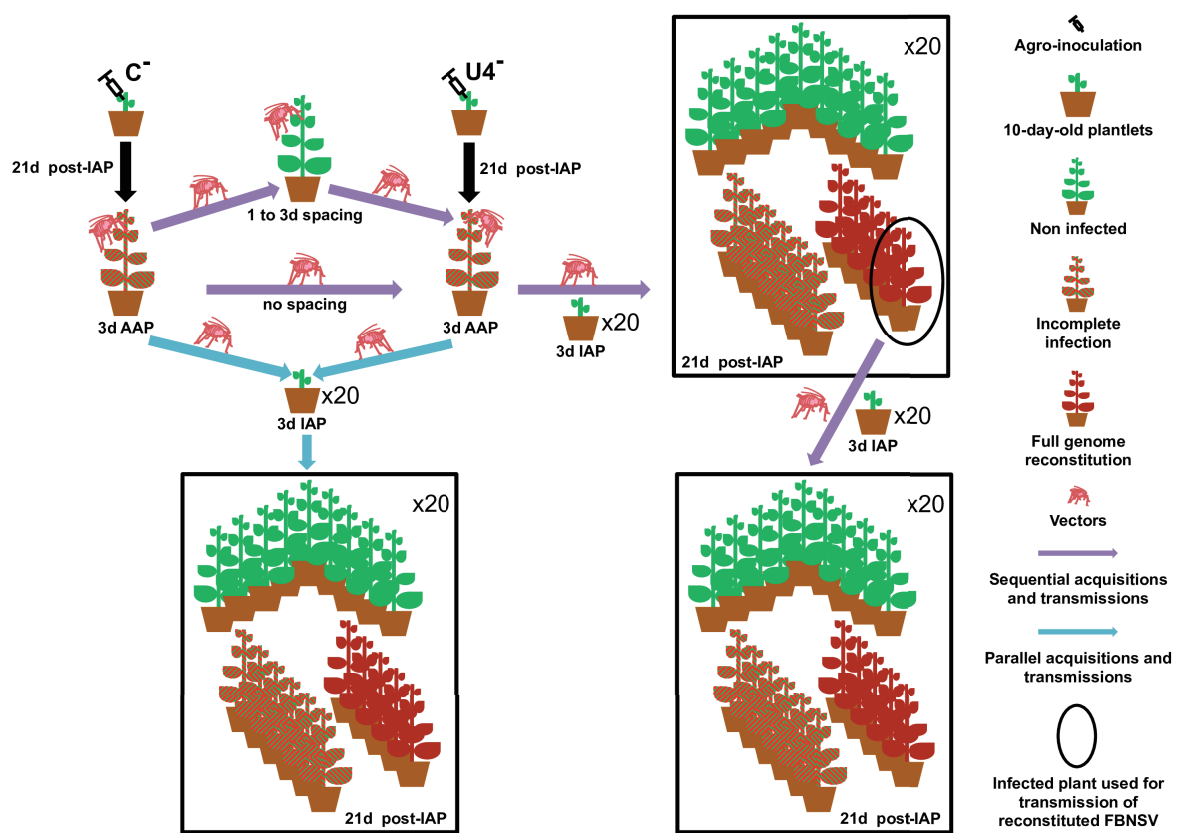 C-
21d post-IAP
3d AAP
1 to 3d spacing
no spacing
U4-
21d post-IAP
3d AAP
x20
3d IAP
x20
3d IAP
x20
21d post-IAP
x20
21d post-IAP
x20
3d IAP
x20
21d post-IAP
Agro-inoculation
10-day-old plantlets
Non infected
Incomplete
infection
Full genome
reconstitution
Vectors
Sequential acquisitions
and transmissions
Parallel acquisitions and
transmissions
Infected plant used for
transmission of
reconstituted FBNSV